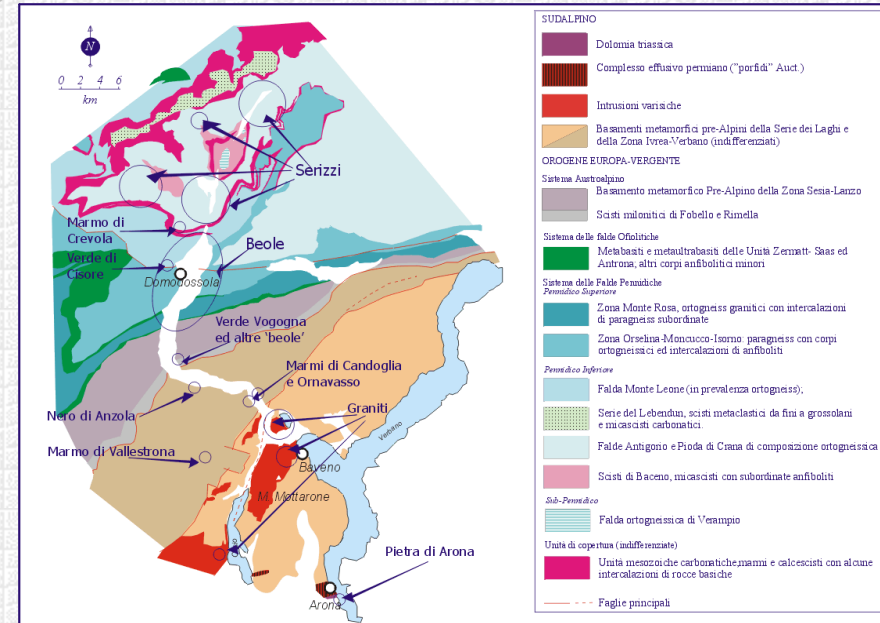 N
0 2 4 6
km
Serizzi
Marmo di
Crevola
Beole
Verde di
Cisore
Domodossola
Verde Vogogna
ed altre 'beole'
Marmi di Candoglia
e Ornavasso
Nero di Anzola
Graniti
Verbano
Marmo di Vallestrona
Baveno
M. Mottarone
Pietra di Arona
Arona
SUDALPINO
Dolomia triassica
Complesso effusivo permiano ("porfidi" Auct.)
Intrusioni varisiche
Basamenti metamorfici pre-Alpini della Serie dei Laghi e
della Zona Ivrea-Verbano (indifferenziati)
OROGENE EUROPA-VERGENTE
Sistema Austroalpino
Basamento metamorfico Pre-Alpino della Zona Sesia-Lanzo
Scisti milonitici di Fobello e Rimella
Sistema delle falde Ofiolitiche
Metabasiti e metaultrabasiti delle Unità Zermatt- Saas ed
Antrona; altri corpi anfibolitici minori
Sistema delle Falde Pennidiche
Pennidico Superiore
Zona Monte Rosa, ortogneiss granitici con intercalazioni
di paragneiss subordinate
Zona Orselina-Moncucco-Isorno: paragneiss con corpi
ortogneissici ed intercalazioni di anfiboliti
Pennidico Inferiore
Falda Monte Leone (in prevalenza ortogneiss);
Serie del Lebendun, scisti metaclastici da fini a grossolani
e micascisti carbonatici.
Falde Antigorio e Pioda di Crana di composizione ortogneissica
Scisti di Baceno, micascisti con subordinate anfiboliti
Sub-Pennidico
Falda ortogneissica di Verampio
Unità di copertura (indifferenziate)
Unità mesozoiche carbonatiche,marmi e calcescisti con alcune
intercalazioni di rocce basiche
Faglie principali